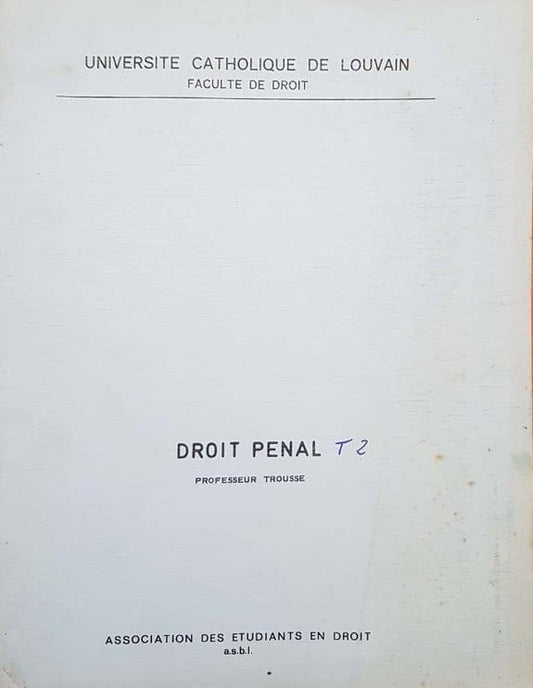 UNIVERSITE CATHOLIQUE DE LOUVAIN
FACULTE DE DROIT
DROIT PENAL T2
PROFESSEUR TROUSSE
ASSOCIATION DES ETUDIANTS EN DROIT
a.s.b.l.